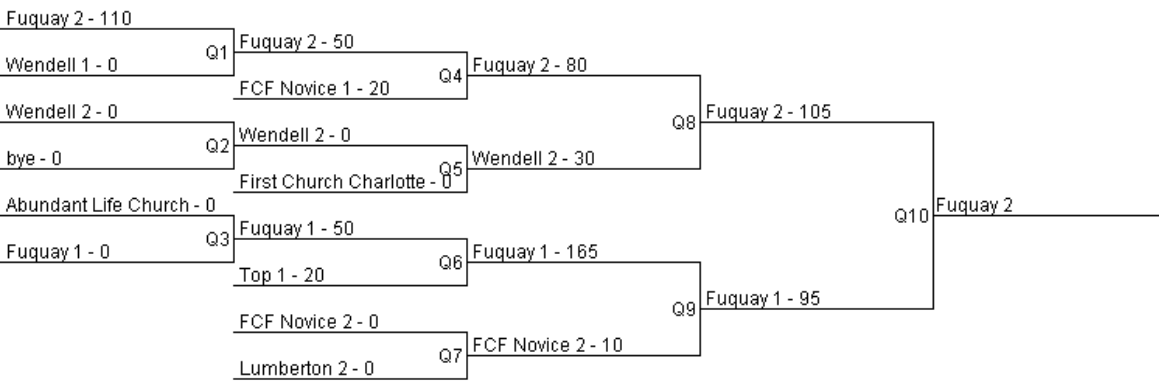 Fuquay 2 - 110
Wendell 1 - 0
Q1
Wendell 2 - 0
bye - 0
Q2
Abundant Life Church - 0
Fuquay 1 - 0
Q3
Fuquay 2 - 50
FCF Novice 1 - 20
Q4
Wendell 2 - 0
First Church Charlotte - 0
Q5
Fuquay 1 - 50
Top 1 - 20
Q6
FCF Novice 2 - 0
Lumberton 2 - 0
Q7
Fuquay 2 - 80
Wendell 2 - 30
Q8
Fuquay 1 - 165
FCF Novice 2 - 10
Q9
Fuquay 2 - 105
Fuquay 1 - 95
Q10
Fuquay 2